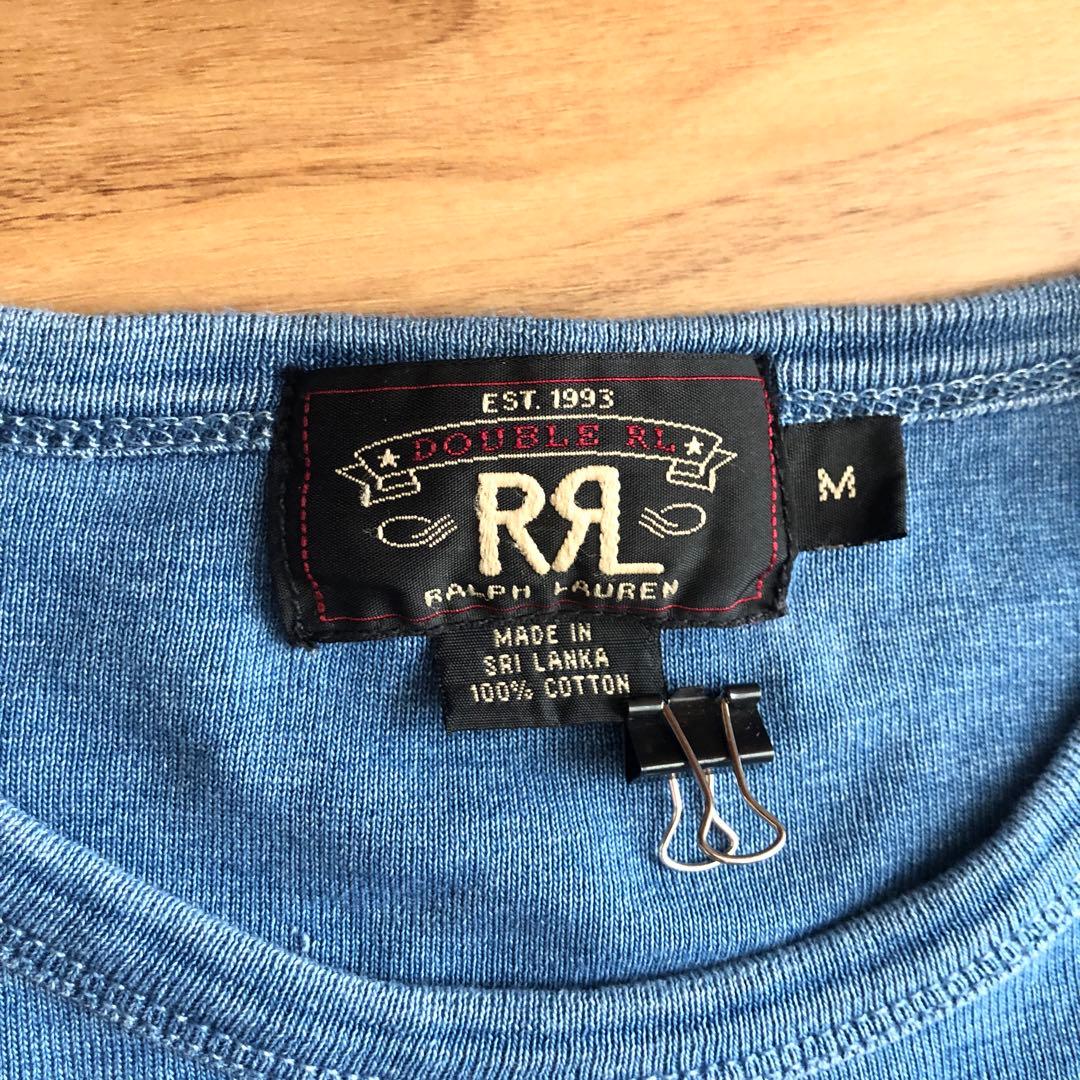 EST. 1993
DOUBLE RL
RRL
RALPH LAUREN
M
MADE IN
SRI LANKA
100% COTTON